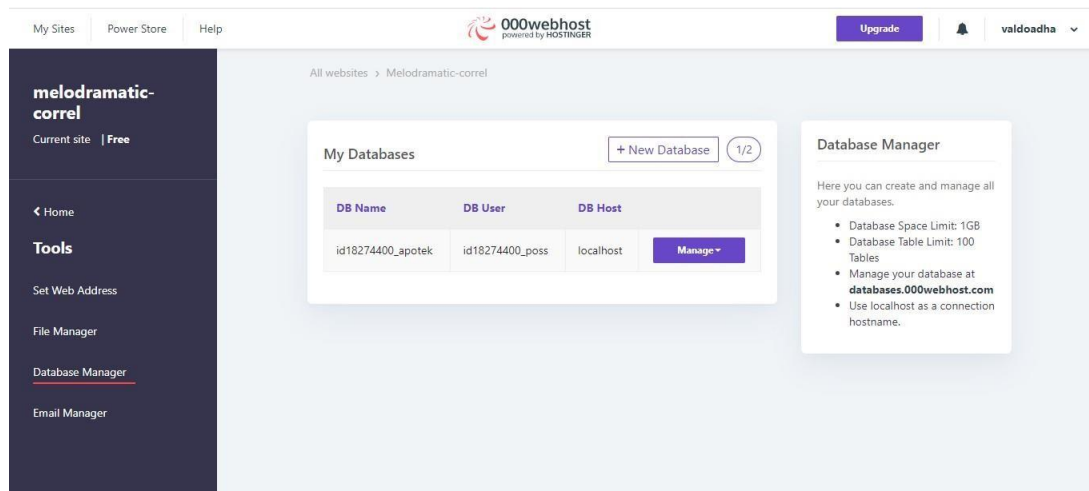 My Sites Power Store Help
000webhost
powered by HOSTINGER
Upgrade
valdoadha
melodramatic-
correl
Current site | Free
Home
Tools
Set Web Address
File Manager
Database Manager
Email Manager
All websites > Melodramatic-correl
My Databases
+ New Database
1/2
DB Name DB User DB Host
id18274400_apotek id18274400_poss localhost Manage
Database Manager
Here you can create and manage all
your databases.
• Database Space Limit: 1GB
• Database Table Limit: 100
Tables
• Manage your database at
databases.000webhost.com
• Use localhost as a connection
hostname.